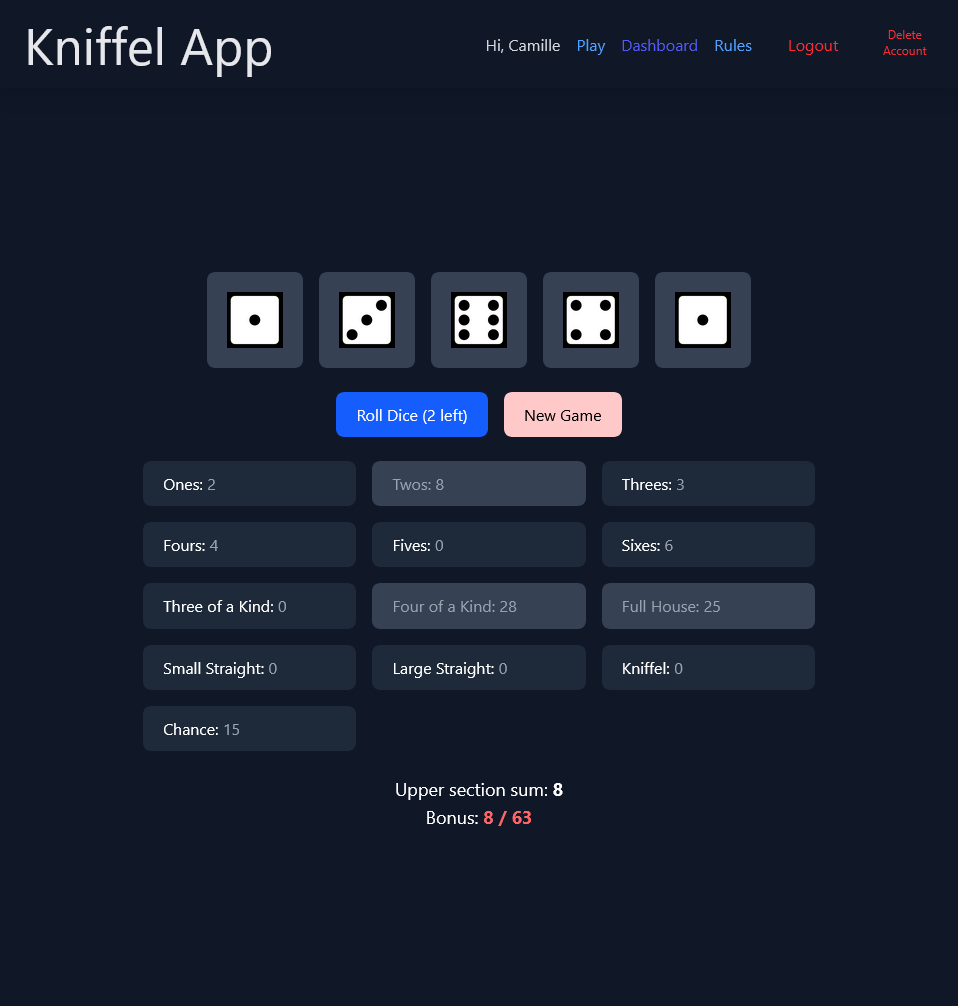 Kniffel App
Hi, Camille Play Dashboard Rules Logout Delete
Account
Roll Dice (2 left) New Game
Ones: 2 Twos: 8 Threes: 3
Fours: 4 Fives: 0 Sixes: 6
Three of a Kind: 0 Four of a Kind: 28 Full House: 25
Small Straight: 0 Large Straight: 0 Kniffel: 0
Chance: 15
Upper section sum: 8
Bonus: 8 / 63